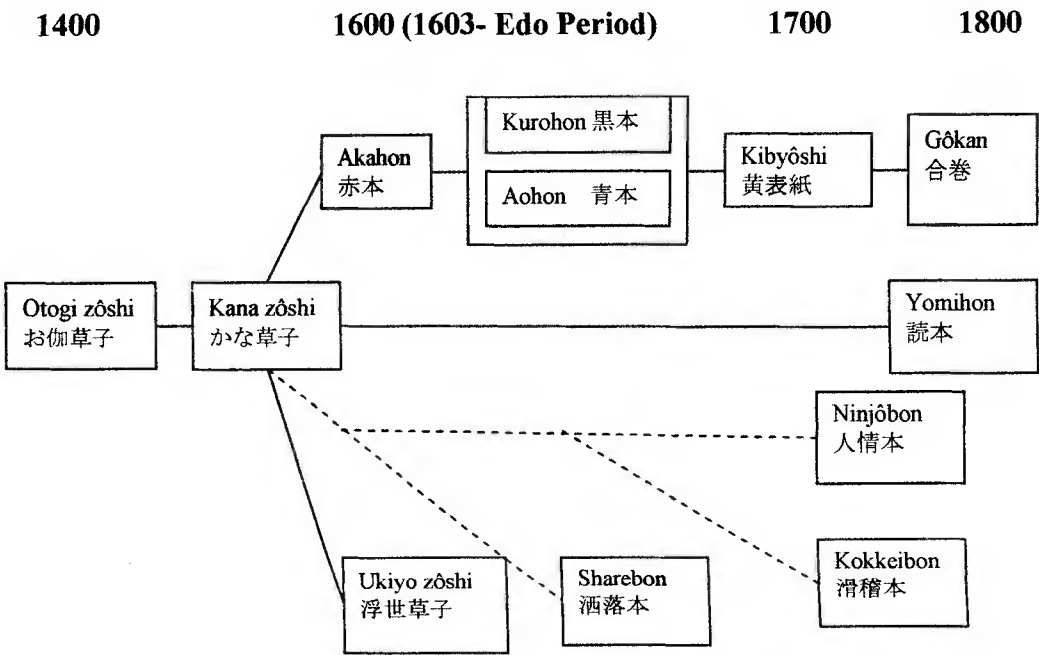 1400 1600 (1603- Edo Period) 1700 1800
Kurohon 黒本
Aohon 青本
Akahon
赤本
Kibyôshi
黄表紙
Gôkan
合巻
Otogi zôshi
お伽草子
Kana zôshi
かな草子
Yomihon
読本
Ninjôbon
人情本
Ukiyo zôshi
浮世草子
Sharebon
洒落本
Kokkeibon
滑稽本